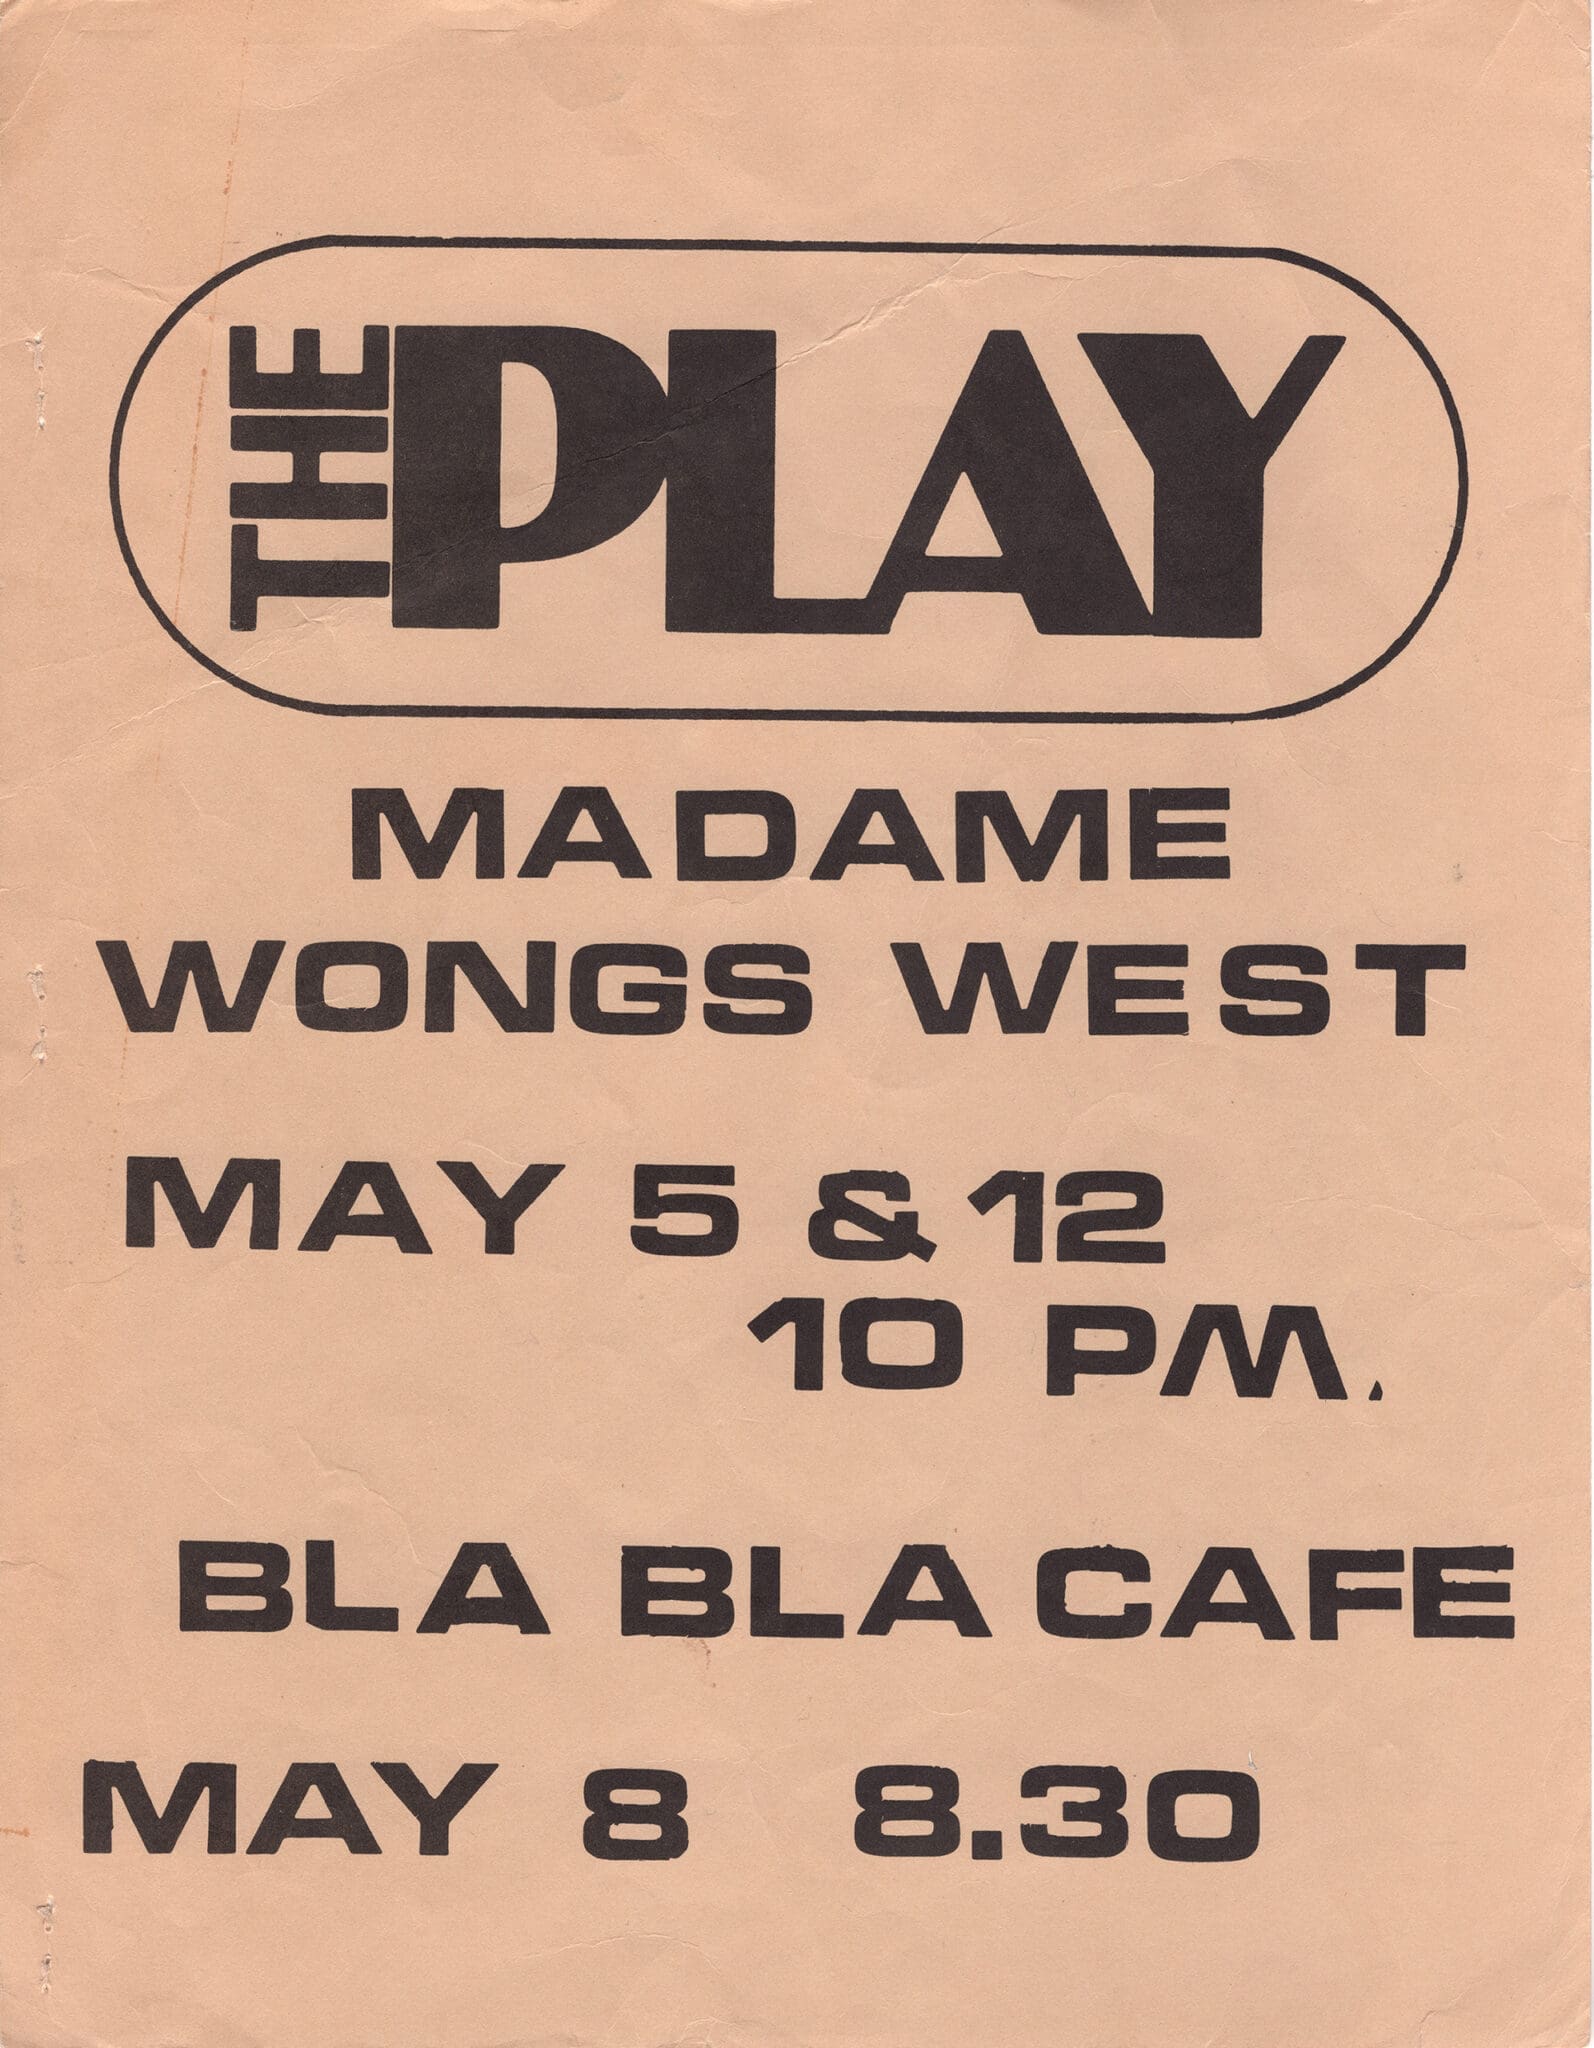 THE PLAY
MADAME
WONGS WEST
MAY 5 & 12
10 PM.
BLA BLA CAFE
MAY 8 8.30